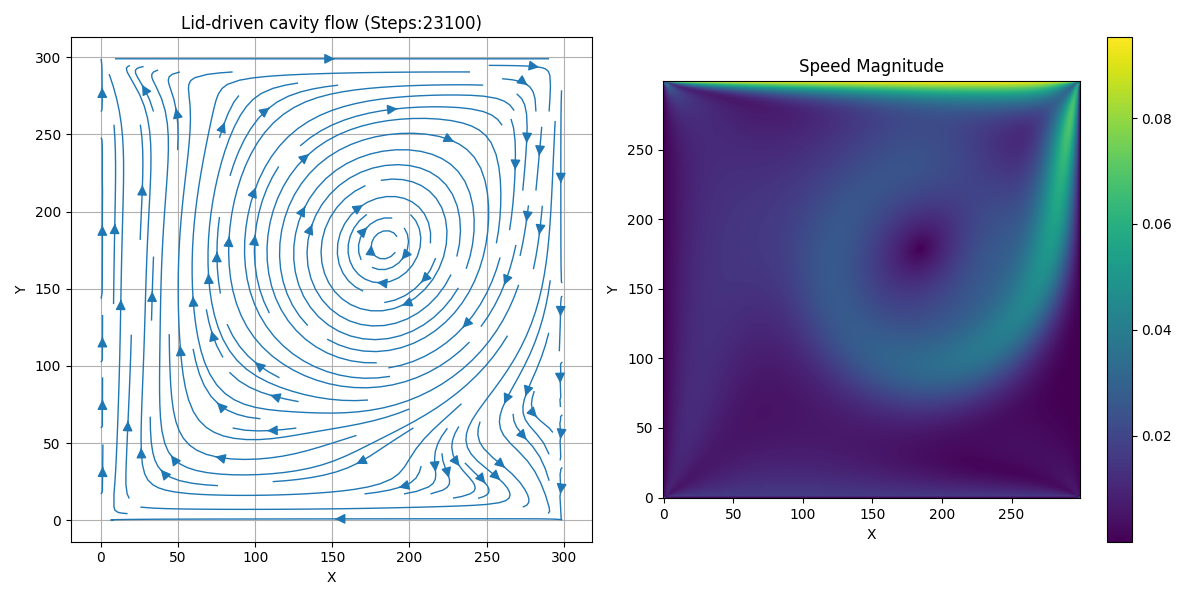 Lid-driven cavity flow (Steps:23100)
300
250
200
150
100
50
0
Y
0 50 100 150 200 250 300
X
Speed Magnitude
250
200
150
100
50
0
Y
0 50 100 150 200 250
X
0.08
0.06
0.04
0.02